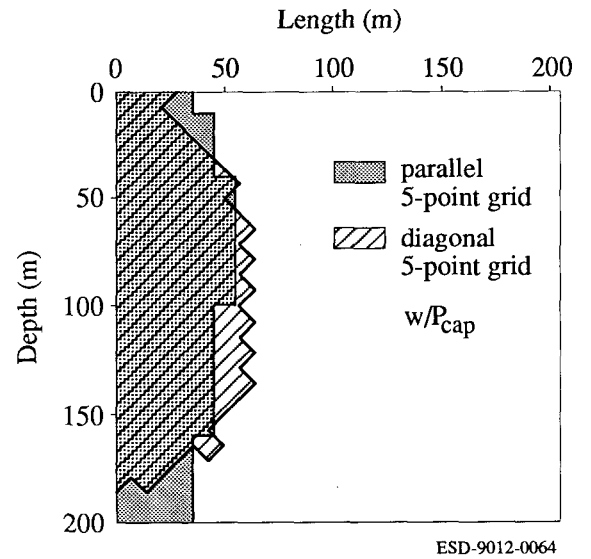 Length (m)
0 50 100 150 200
0
50
100
150
200
Depth (m)
parallel
5-point grid
diagonal
5-point grid
w/Pcap
ESD-9012-0064